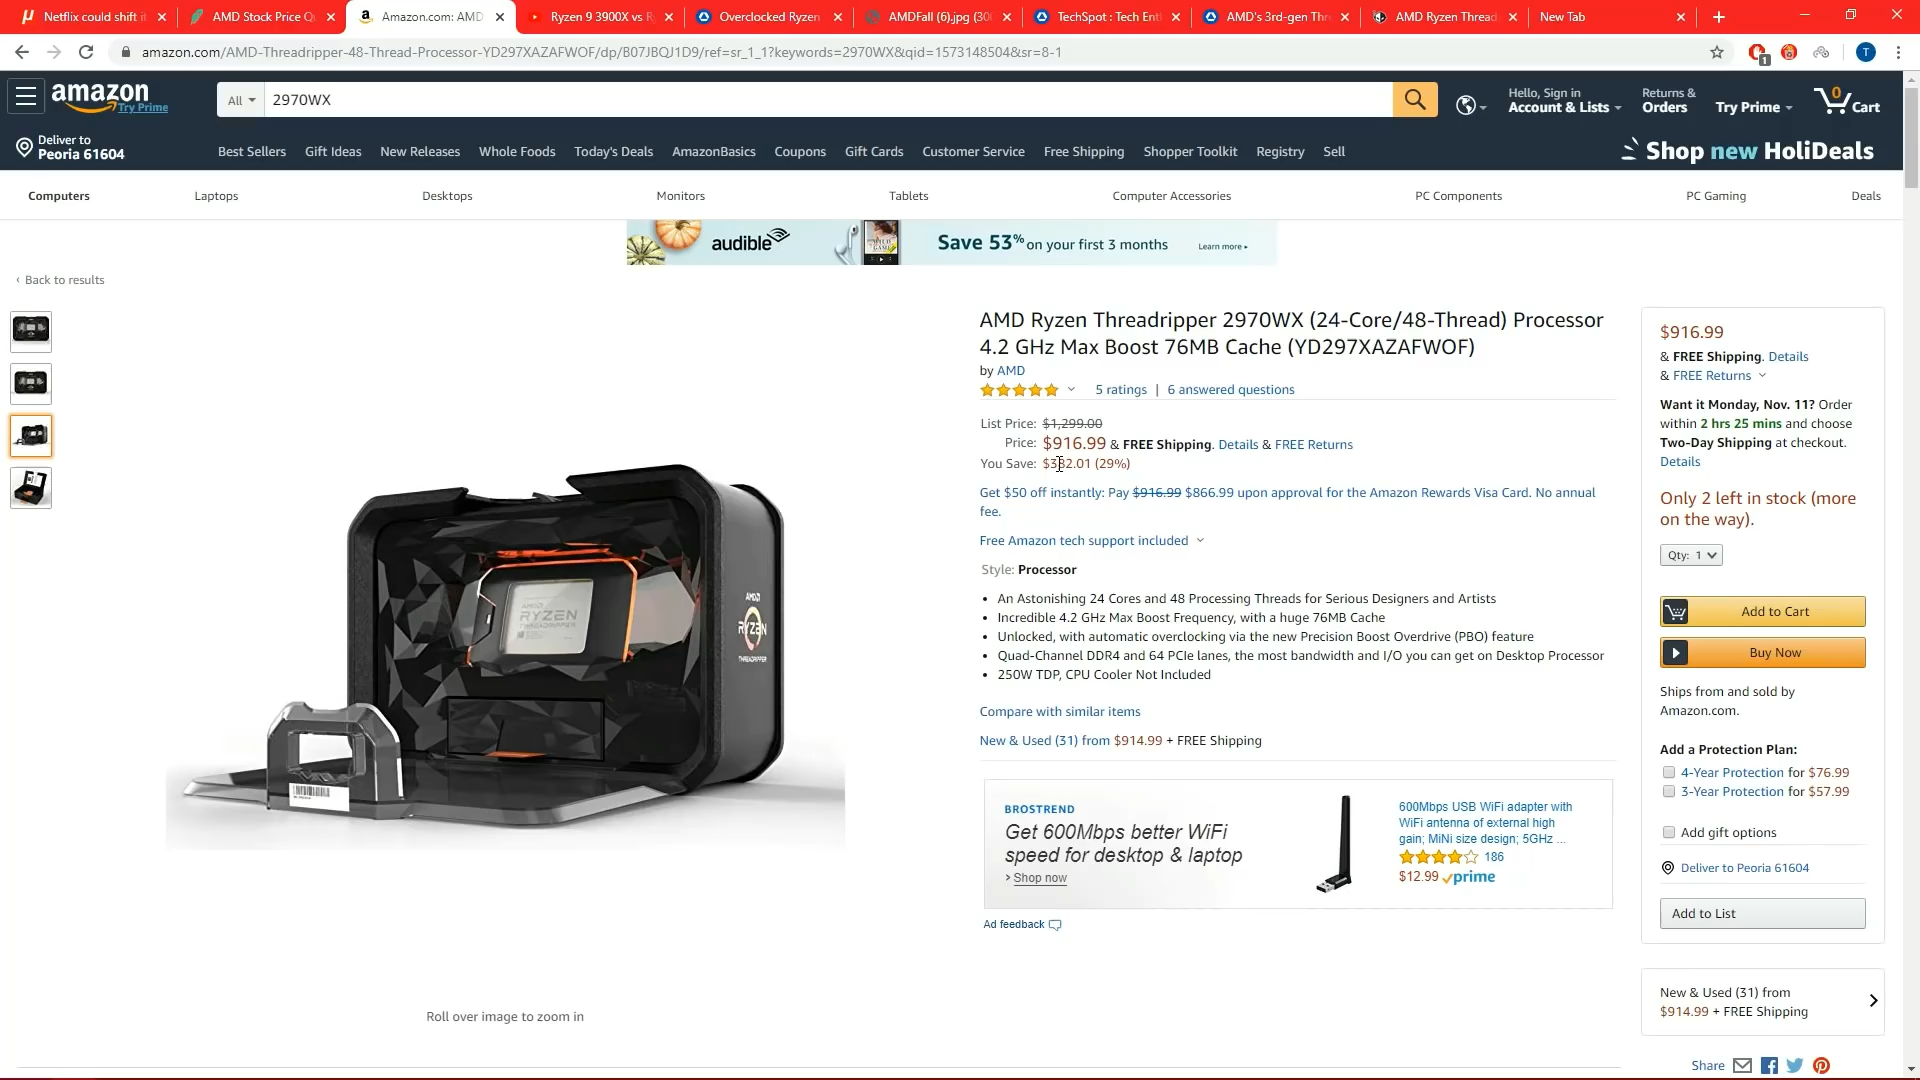 Netflix could shift it
AMD Stock Price Q
Amazon.com: AMD
Ryzen 9 3900X vs R
Overclocked Ryzen
AMDFall (6).jpg (30
TechSpot : Tech Ent
AMD's 3rd-gen Thr
AMD Ryzen Thread
New Tab
amazon.com/AMD-Threadripper-48-Thread-Processor-YD297XAZAFWOF/dp/B07JBQJ1D9/ref=sr_1_1?keywords=2970WX&qid=1573148504&sr=8-1
1
T
amazon
Try Prime
All
2970WX
Hello, Sign in
Account & Lists
Returns &
Orders
Try Prime
0
Cart
Deliver to
Peoria 61604
Best Sellers
Gift Ideas
New Releases
Whole Foods
Today's Deals
AmazonBasics
Coupons
Gift Cards
Customer Service
Free Shipping
Shopper Toolkit
Registry
Sell
Shop new HoliDeals
Computers
Laptops
Desktops
Monitors
Tablets
Computer Accessories
PC Components
PC Gaming
Deals
audible
Save 53% on your first 3 months
Learn more ▸
‹ Back to results
AMD Ryzen Threadripper 2970WX (24-Core/48-Thread) Processor
4.2 GHz Max Boost 76MB Cache (YD297XAZAFWOF)
by AMD
5 ratings | 6 answered questions
List Price: $1,299.00
Price: $916.99 & FREE Shipping. Details & FREE Returns
You Save: $382.01 (29%)
Get $50 off instantly: Pay $916.99 $866.99 upon approval for the Amazon Rewards Visa Card. No annual
fee.
Free Amazon tech support included
Style: Processor
• An Astonishing 24 Cores and 48 Processing Threads for Serious Designers and Artists
• Incredible 4.2 GHz Max Boost Frequency, with a huge 76MB Cache
• Unlocked, with automatic overclocking via the new Precision Boost Overdrive (PBO) feature
• Quad-Channel DDR4 and 64 PCIe lanes, the most bandwidth and I/O you can get on Desktop Processor
• 250W TDP, CPU Cooler Not Included
Compare with similar items
New & Used (31) from $914.99 + FREE Shipping
AMD
RYZEN
THREADRIPPER
AMD
RYZEN
THREADRIPPER
BROSTREND
Get 600Mbps better WiFi
speed for desktop & laptop
› Shop now
600Mbps USB WiFi adapter with
WiFi antenna of external high
gain; MiNi size design; 5GHz ...
186
$12.99 prime
Ad feedback
Roll over image to zoom in
$916.99
& FREE Shipping. Details
& FREE Returns
Want it Monday, Nov. 11? Order
within 2 hrs 25 mins and choose
Two-Day Shipping at checkout.
Details
Only 2 left in stock (more
on the way).
Qty: 1
Add to Cart
Buy Now
Ships from and sold by
Amazon.com.
Add a Protection Plan:
4-Year Protection for $76.99
3-Year Protection for $57.99
Add gift options
Deliver to Peoria 61604
Add to List
New & Used (31) from
$914.99 + FREE Shipping
Share